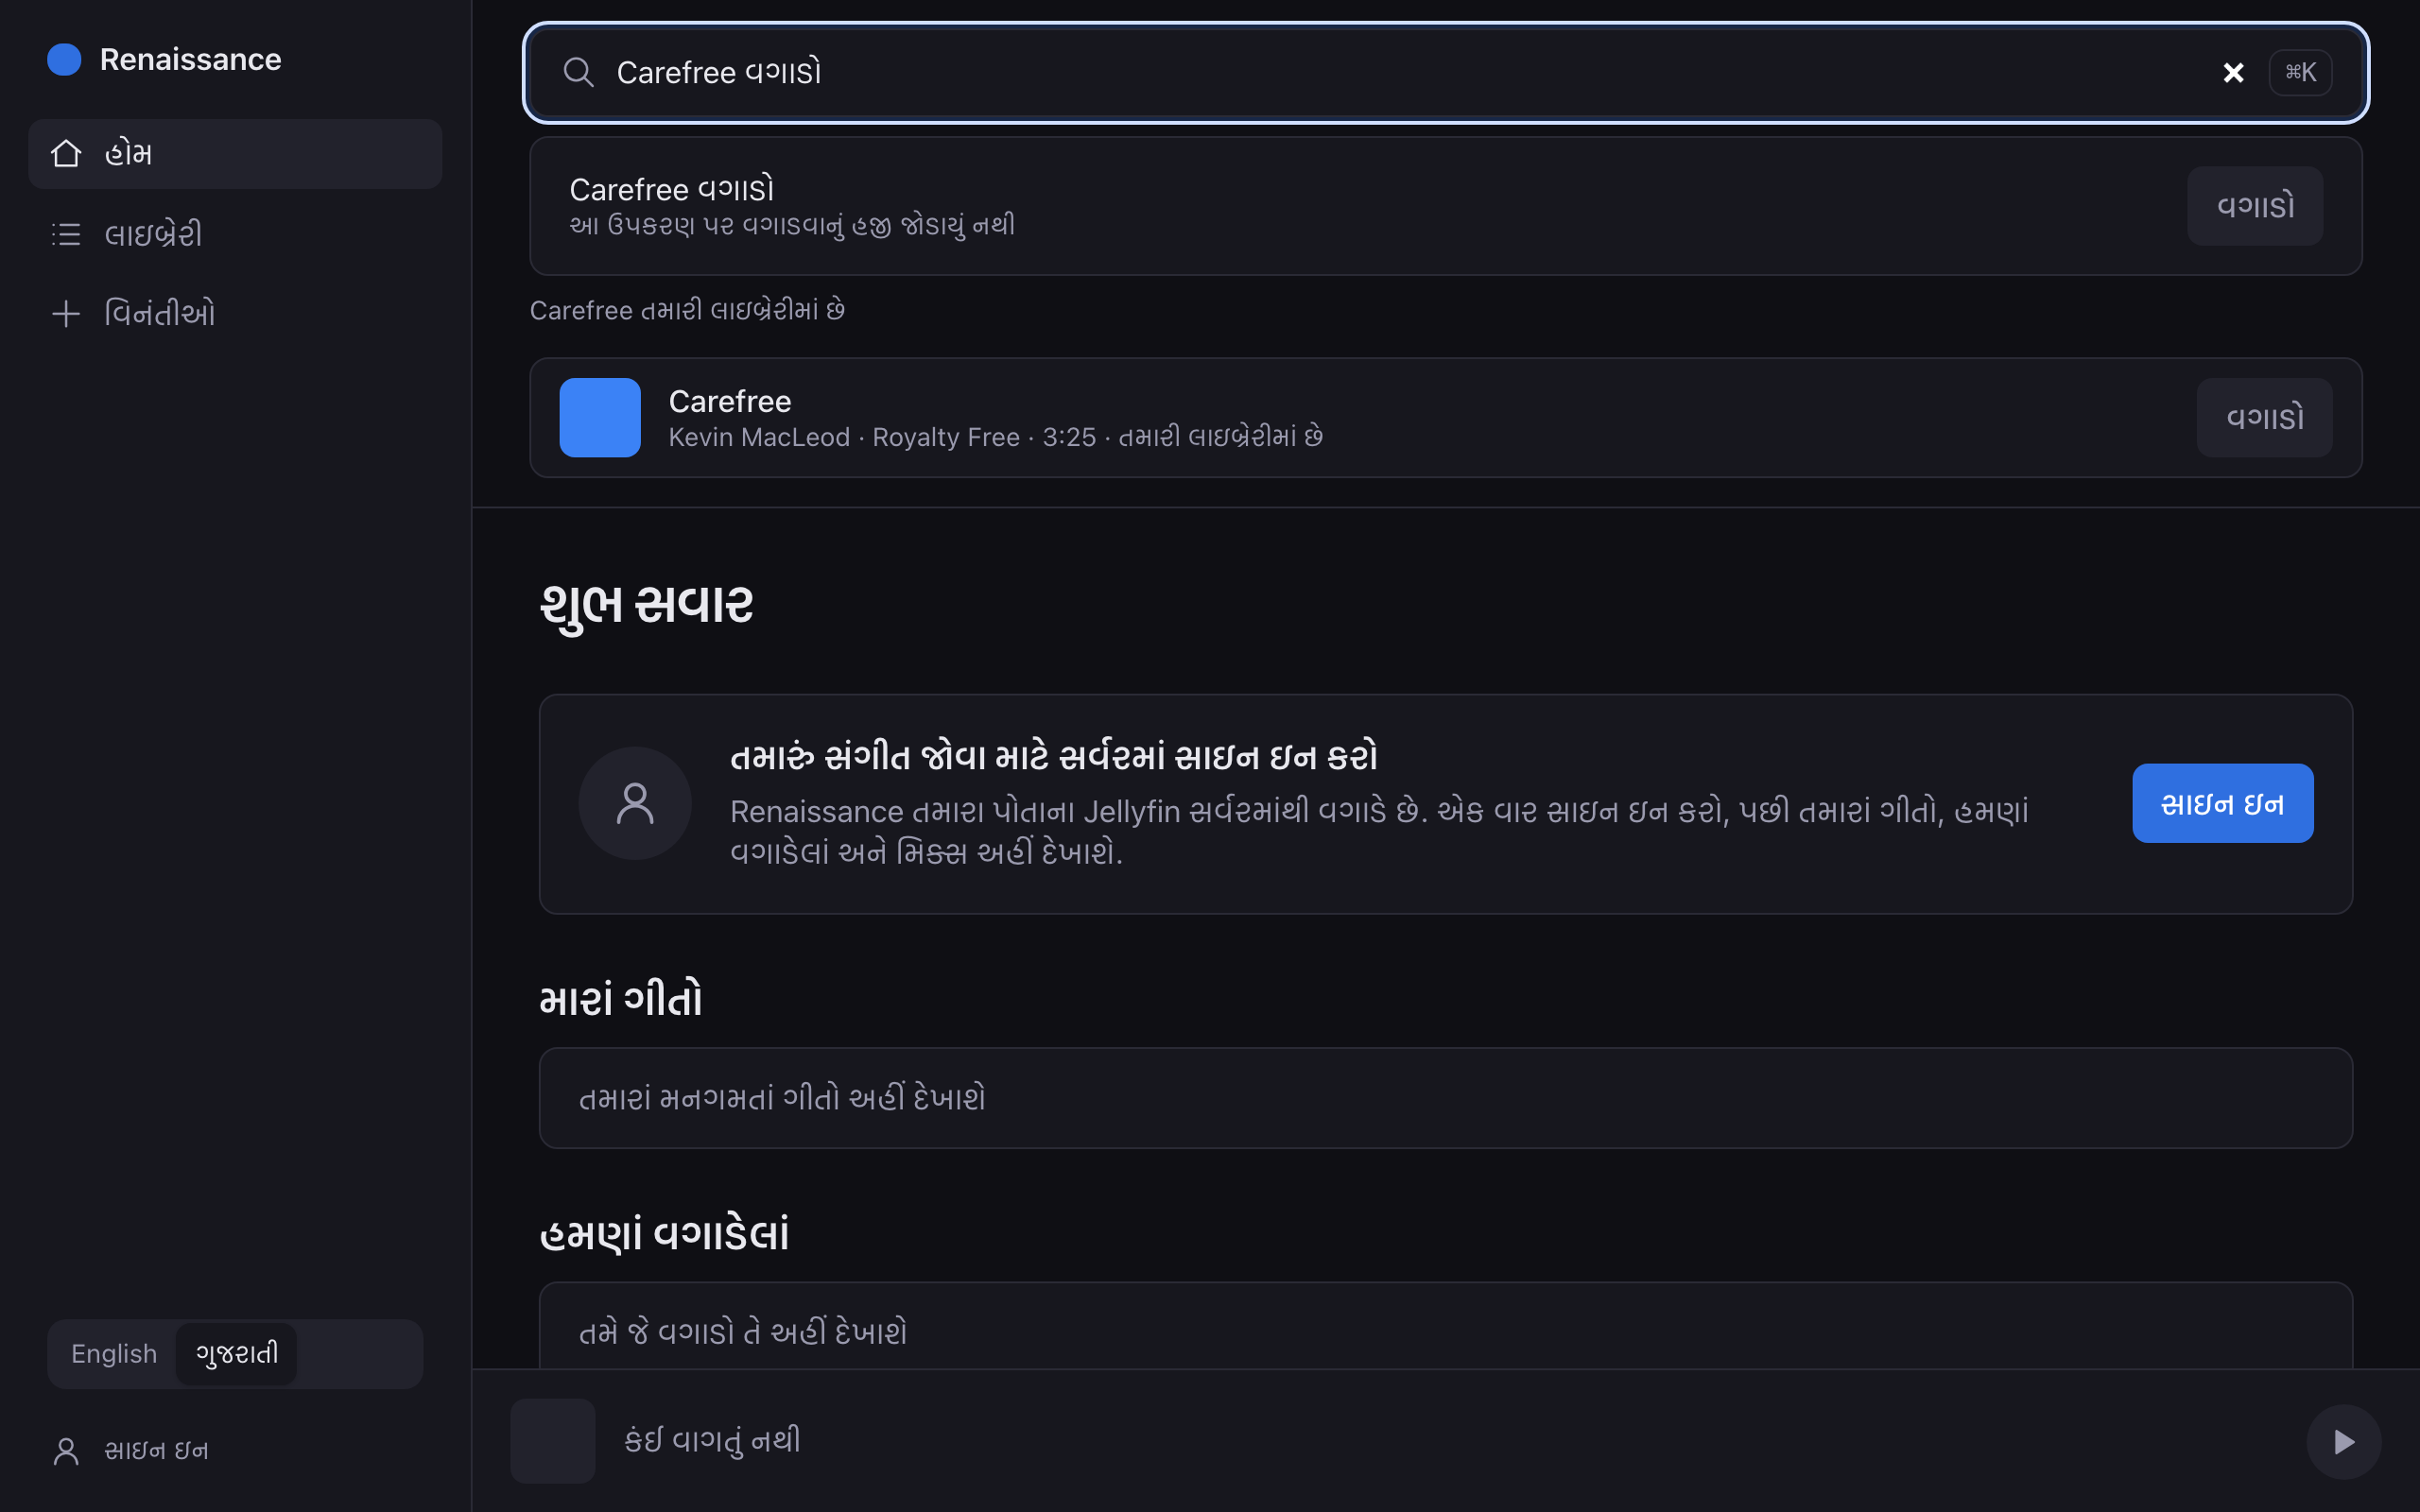 Renaissance
હોમ
લાઇબ્રેરી
વિનંતીઓ
English ગુજરાતી
સાઇન ઇન
Carefree વગાડો
⌘K
Carefree વગાડો
આ ઉપકરણ પર વગાડવાનું હજી જોડાયું નથી
વગાડો
Carefree તમારી લાઇબ્રેરીમાં છે
Carefree
Kevin MacLeod · Royalty Free · 3:25 · તમારી લાઇબ્રેરીમાં છે
વગાડો
શુભ સવાર
તમારું સંગીત જોવા માટે સર્વરમાં સાઇન ઇન કરો
Renaissance તમારા પોતાના Jellyfin સર્વરમાંથી વગાડે છે. એક વાર સાઇન ઇન કરો, પછી તમારાં ગીતો, હમણાં
વગાડેલાં અને મિક્સ અહીં દેખાશે.
સાઇન ઇન
મારાં ગીતો
તમારાં મનગમતાં ગીતો અહીં દેખાશે
હમણાં વગાડેલાં
તમે જે વગાડો તે અહીં દેખાશે
કંઈ વાગતું નથી